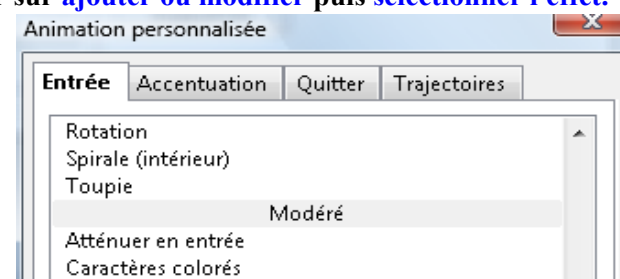 sur ajouter ou modifier puis sélectionner l'effet.
Animation personnalisée
Entrée Accentuation Quitter Trajectoires
Rotation
Spirale (intérieur)
Toupie
Modéré
Atténuer en entrée
Caractères colorés